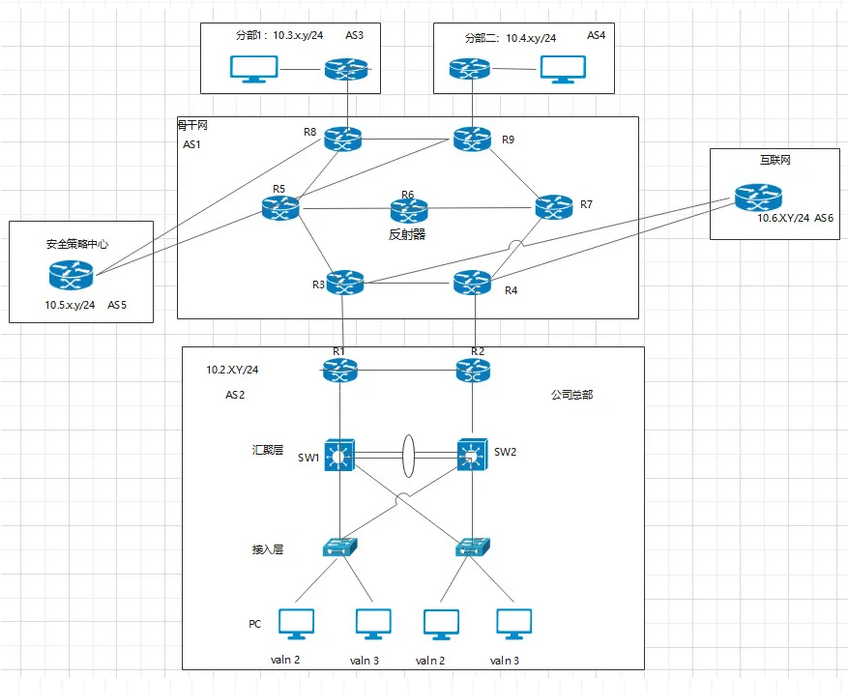 分部1：10.3.x.y/24 AS3
分部二：10.4.x.y/24 AS4
骨干网
AS1
R8
R9
互联网
10.6.XY/24 AS6
R5
R6
反射器
R7
安全策略中心
10.5.x.y/24 AS5
R3
R4
R1
R2
10.2.XY/24
AS2
公司总部
汇聚层
SW1
SW2
接入层
PC
valn 2
valn 3
valn 2
valn 3